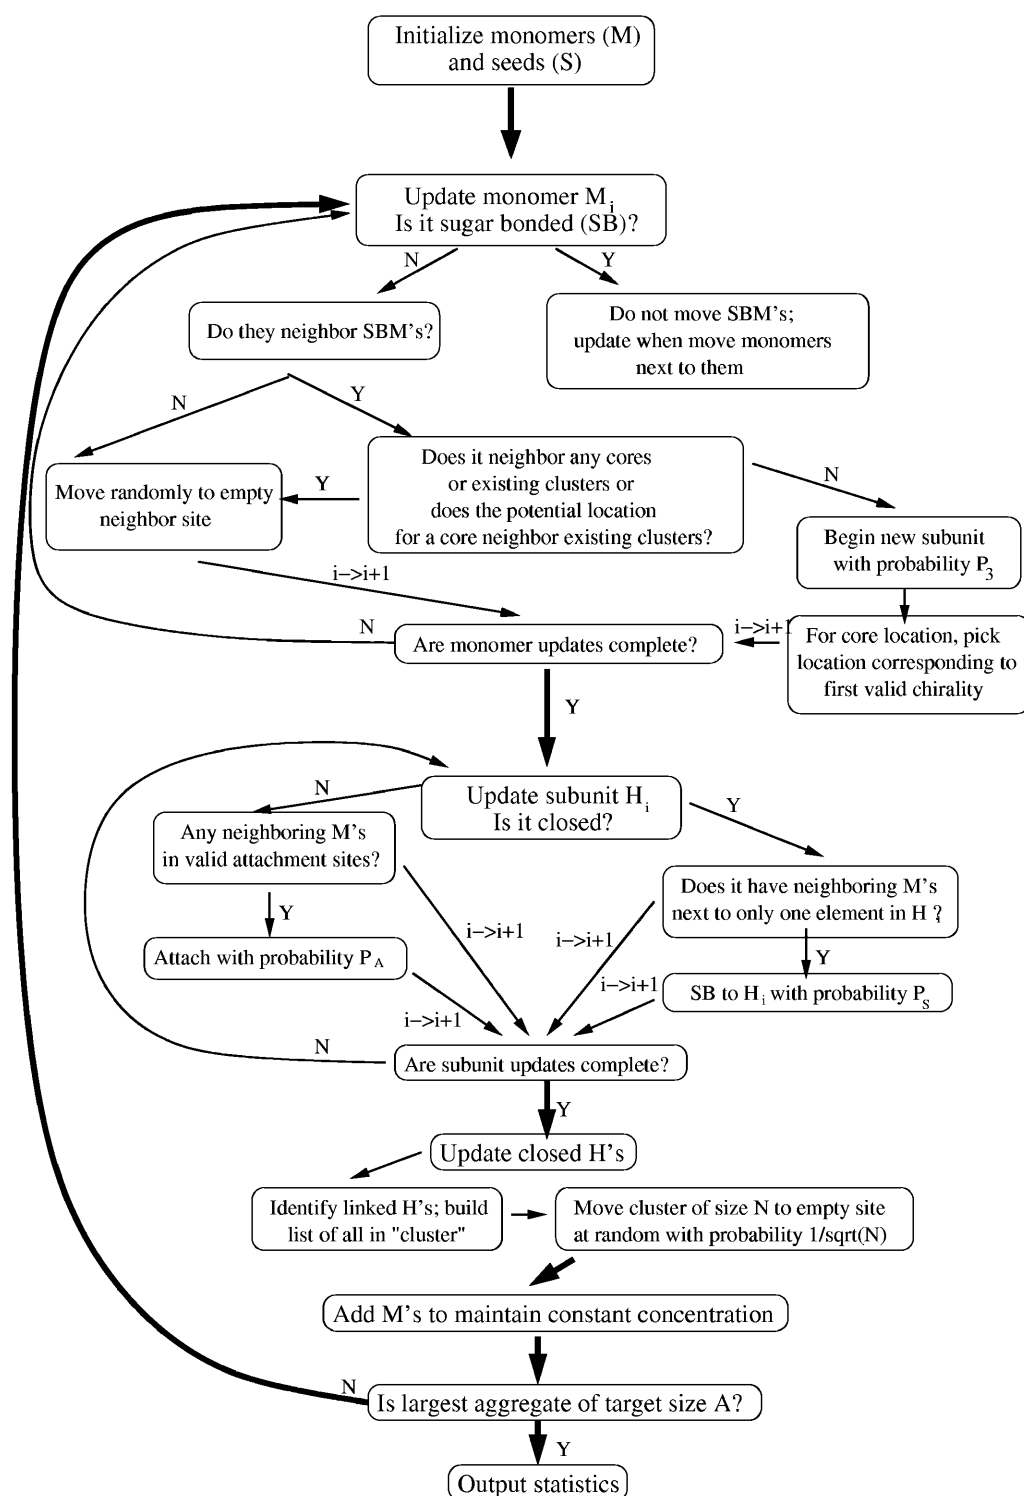 Initialize monomers (M)
and seeds (S)
Update monomer M i
Is it sugar bonded (SB)?
N
Y
Do they neighbor SBM's?
Do not move SBM's;
update when move monomers
next to them
N
Y
Does it neighbor any cores
or existing clusters or
does the potential location
for a core neighbor existing clusters?
Y
N
Move randomly to empty
neighbor site
Begin new subunit
with probability P 3
i->i+1
N
Are monomer updates complete?
i->i+1
For core location, pick
location corresponding to
first valid chirality
Y
Update subunit H i
Is it closed?
N
Y
Any neighboring M's
in valid attachment sites?
Does it have neighboring M's
next to only one element in H i?
Y
i->i+1
i->i+1
Y
Attach with probability P A
SB to H i with probability P S
i->i+1
i->i+1
N
Are subunit updates complete?
Y
Update closed H's
Identify linked H's; build
list of all in "cluster"
Move cluster of size N to empty site
at random with probability 1/sqrt(N)
Add M's to maintain constant concentration
N
Is largest aggregate of target size A?
Y
Output statistics